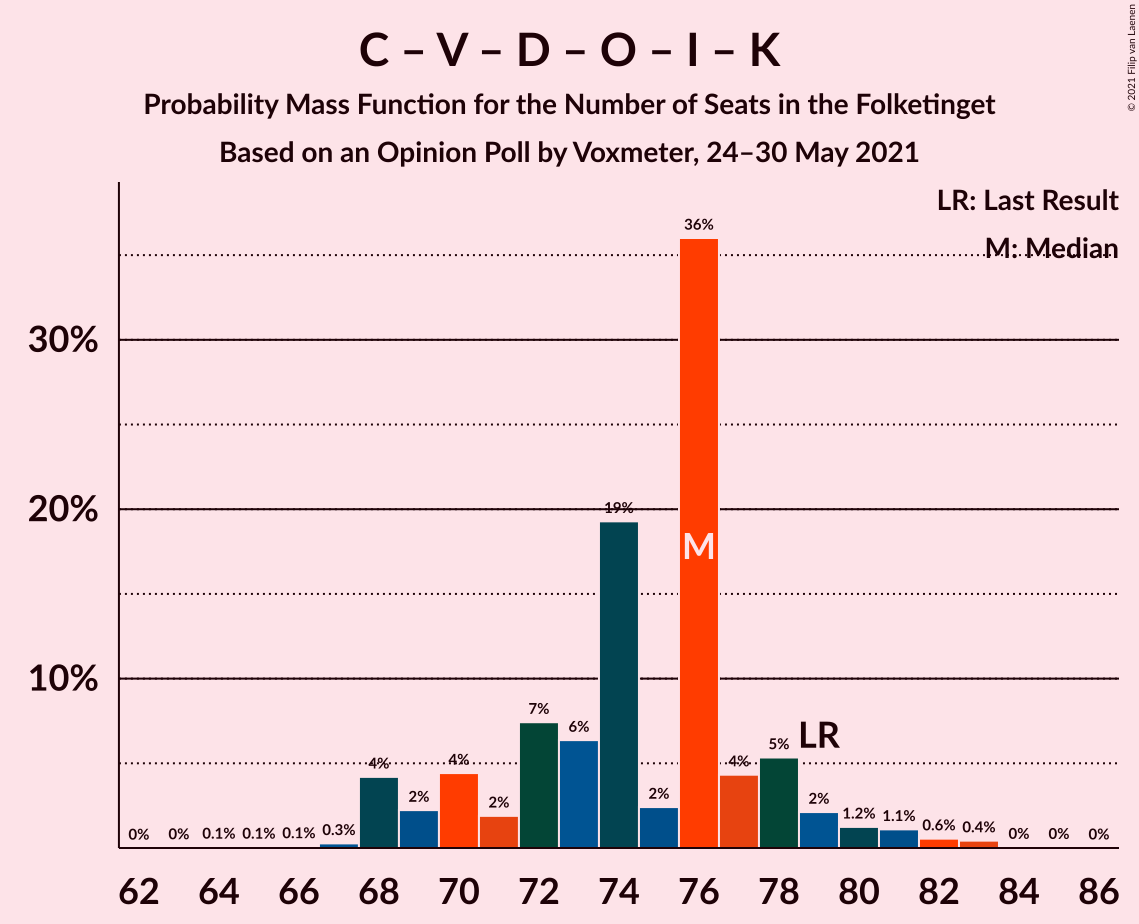 C – V – D – O – I – K
Probability Mass Function for the Number of Seats in the Folketinget
Based on an Opinion Poll by Voxmeter, 24–30 May 2021
© 2021 Filip van Laenen
LR: Last Result
M: Median
30%
20%
10%
0% 0% 0.1% 0.1% 0.1% 0.3% 4% 2% 4% 2% 7% 6% 19% 2% 36% 4% 5% 2% 1.2% 1.1% 0.6% 0.4% 0% 0% 0%
M
LR
62 64 66 68 70 72 74 76 78 80 82 84 86